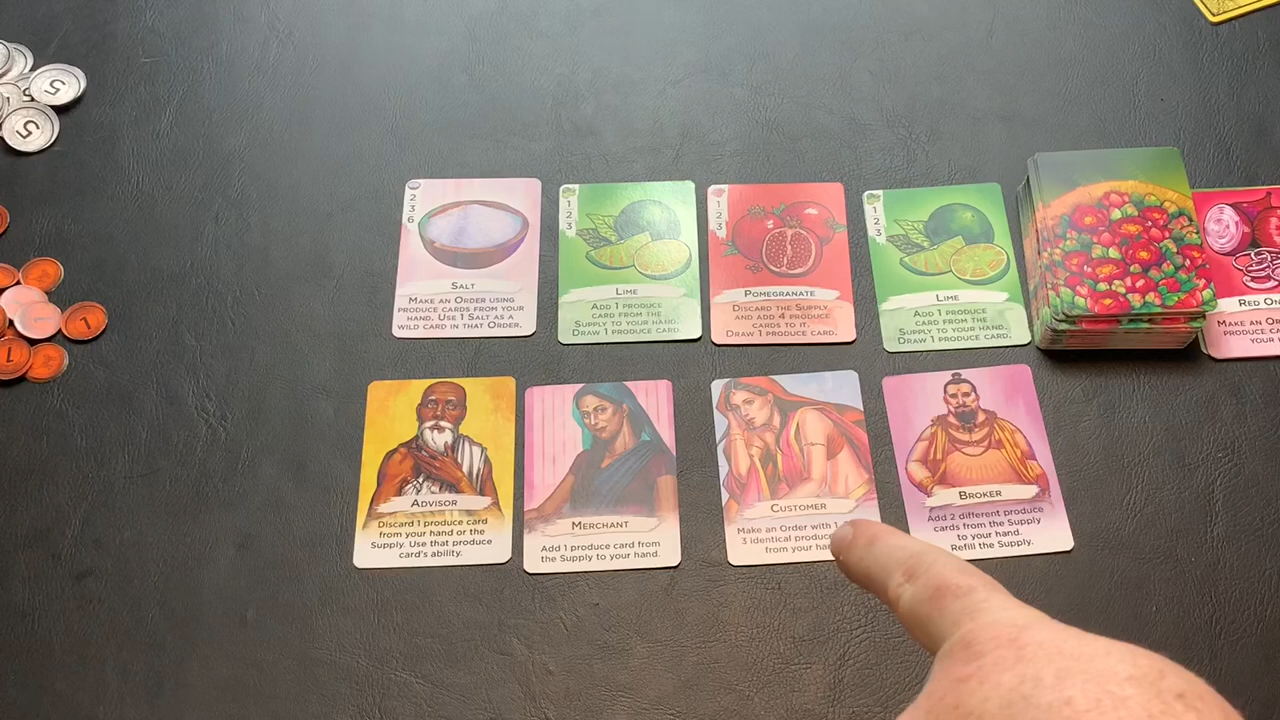 5
5
1
1
2
3
6
SALT
MAKE AN ORDER USING
PRODUCE CARDS FROM YOUR
HAND. USE 1 SALT AS A
WILD CARD IN THAT ORDER.
1
2
3
LIME
ADD 1 PRODUCE
CARD FROM THE
SUPPLY TO YOUR HAND.
DRAW 1 PRODUCE CARD.
1
2
3
POMEGRANATE
DISCARD THE SUPPLY
AND ADD 4 PRODUCE
CARDS TO IT.
DRAW 1 PRODUCE CARD.
1
2
3
LIME
ADD 1 PRODUCE
CARD FROM THE
SUPPLY TO YOUR HAND.
DRAW 1 PRODUCE CARD.
RED
MAKE AN
PRODUCE
YOUR
ADVISOR
Discard 1 produce card
from your hand or the
Supply. Use that produce
card's ability.
MERCHANT
Add 1 produce card from
the Supply to your hand.
CUSTOMER
Make an Order with 1
3 identical produce
from your
BROKER
Add 2 different produce
cards from the Supply
to your hand.
Refill the Supply.